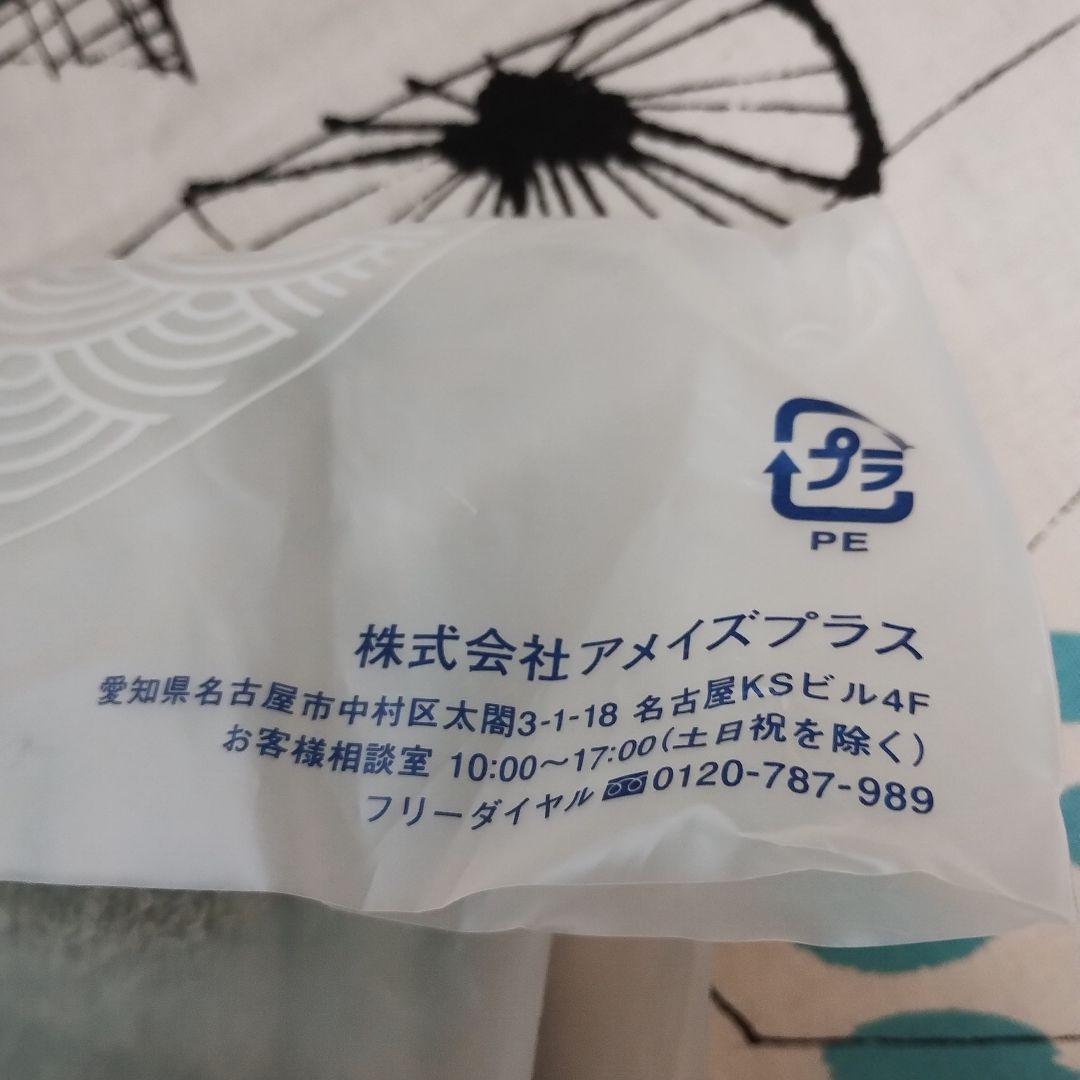 プラ
PE
株式会社アメイズプラス
愛知県名古屋市中村区太閤3-1-18 名古屋KSビル4F
お客様相談室 10:00～17:00(土日祝を除く)
フリーダイヤル 0120-787-989